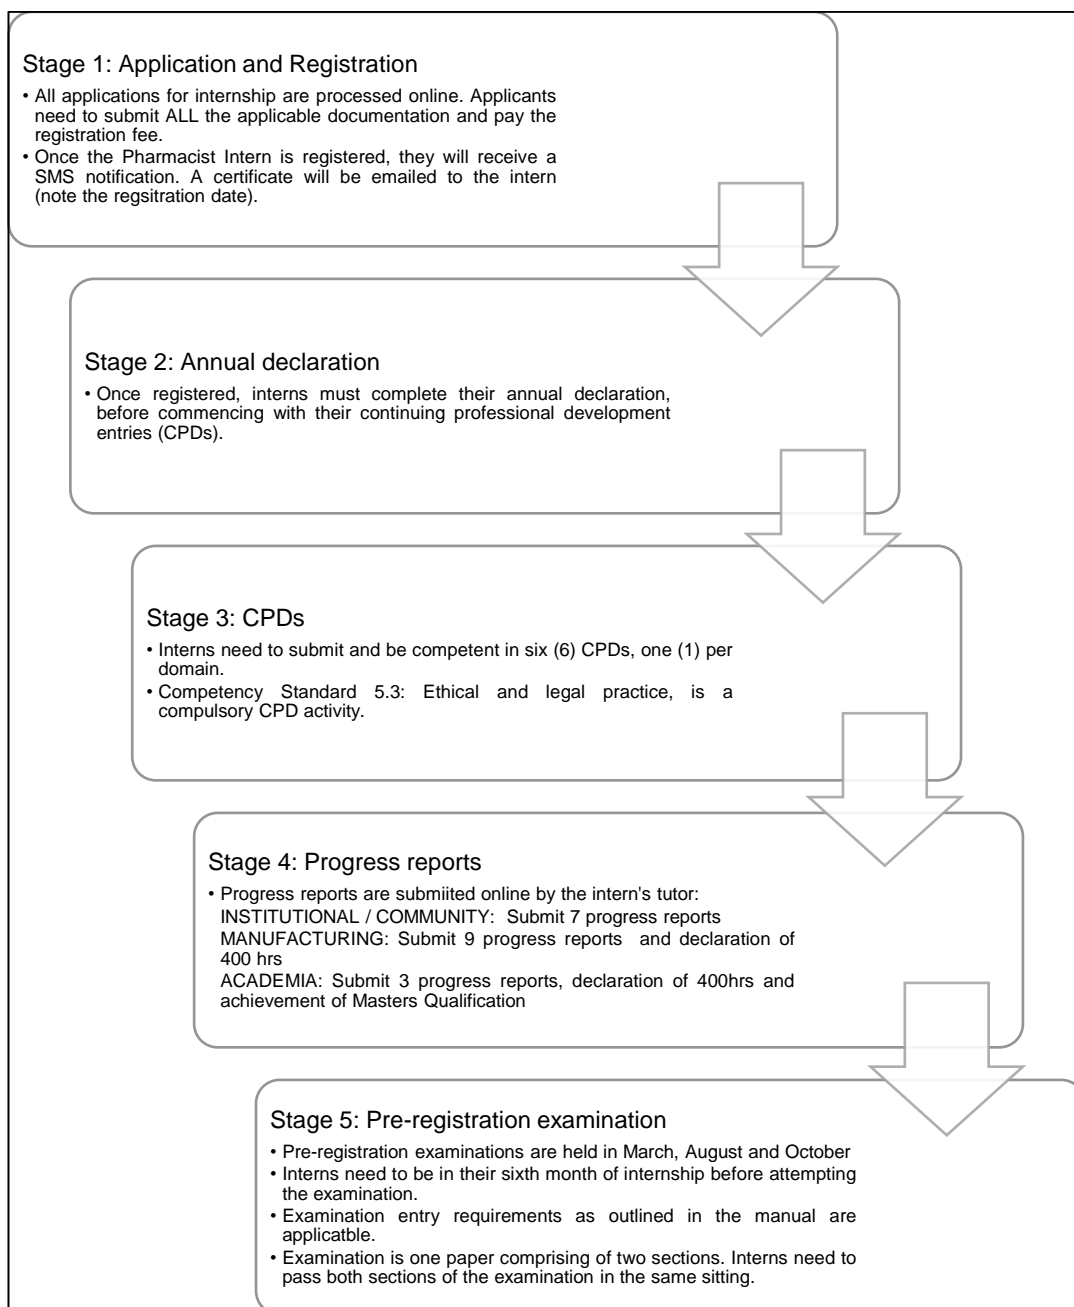 Stage 1: Application and Registration
• All applications for internship are processed online. Applicants
need to submit ALL the applicable documentation and pay the
registration fee.
• Once the Pharmacist Intern is registered, they will receive a
SMS notification. A certificate will be emailed to the intern
(note the regsitration date).
Stage 2: Annual declaration
• Once registered, interns must complete their annual declaration,
before commencing with their continuing professional development
entries (CPDs).
Stage 3: CPDs
• Interns need to submit and be competent in six (6) CPDs, one (1) per
domain.
• Competency Standard 5.3: Ethical and legal practice, is a
compulsory CPD activity.
Stage 4: Progress reports
• Progress reports are submiited online by the intern's tutor:
INSTITUTIONAL / COMMUNITY: Submit 7 progress reports
MANUFACTURING: Submit 9 progress reports and declaration of
400 hrs
ACADEMIA: Submit 3 progress reports, declaration of 400hrs and
achievement of Masters Qualification
Stage 5: Pre-registration examination
• Pre-registration examinations are held in March, August and October
• Interns need to be in their sixth month of internship before attempting
the examination.
• Examination entry requirements as outlined in the manual are
applicatble.
• Examination is one paper comprising of two sections. Interns need to
pass both sections of the examination in the same sitting.